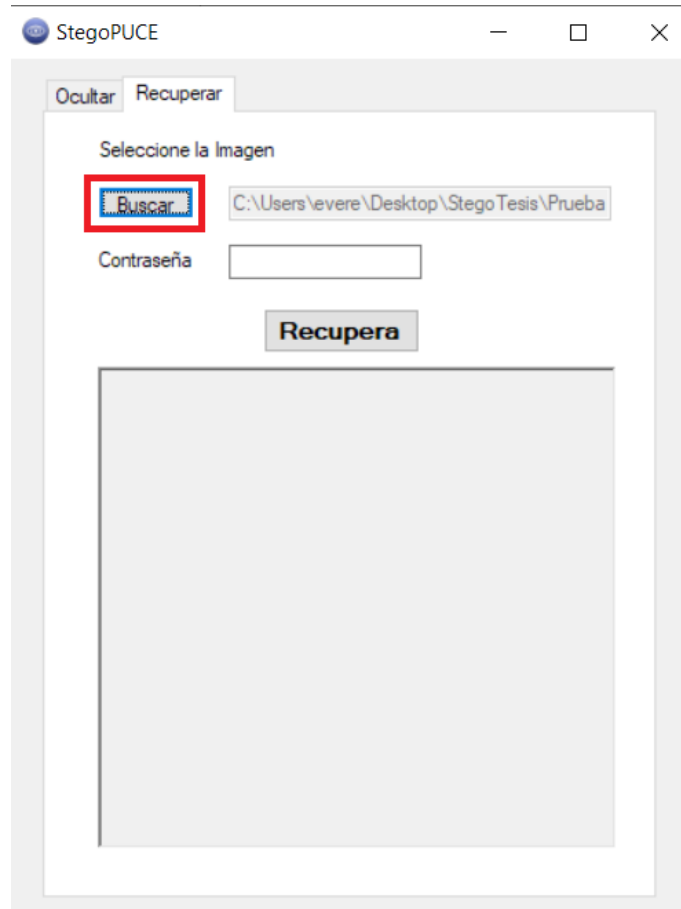 StegoPUCE
Ocultar Recuperar
Seleccione la Imagen
Buscar... C:\Users\evere\Desktop\StegoTesis\Prueba
Contraseña
Recupera